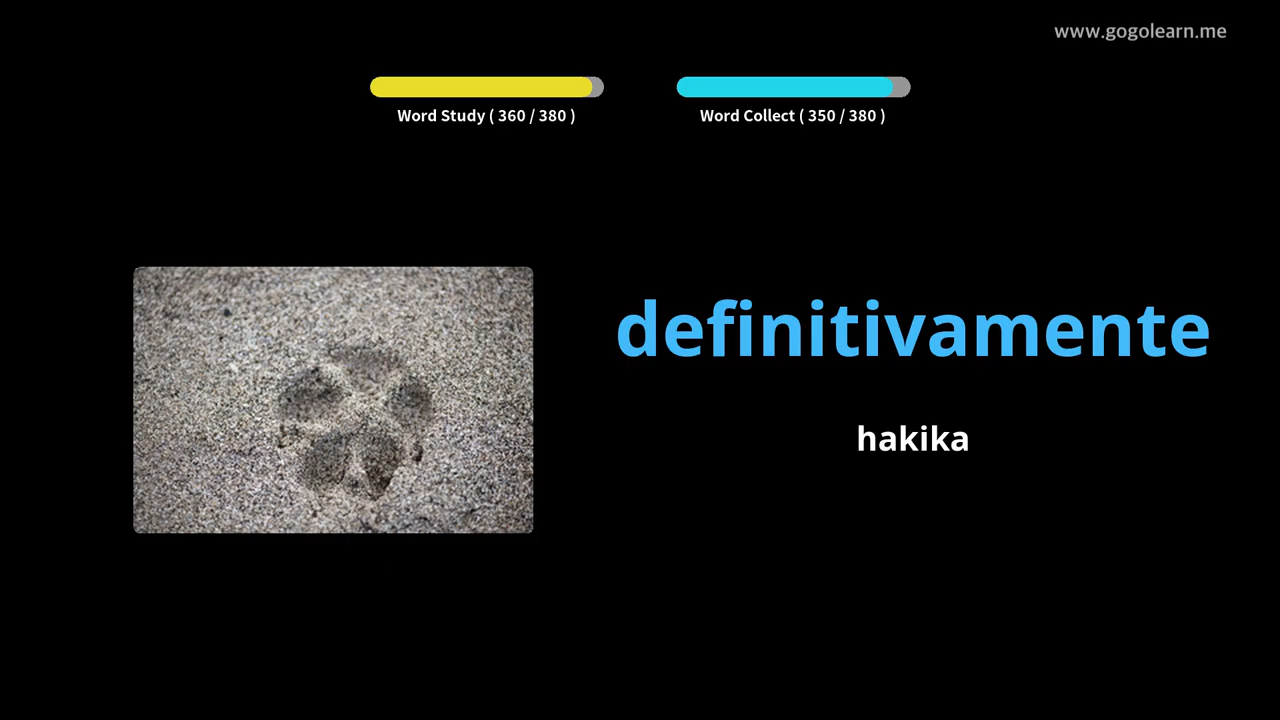 www.gogolearn.me
Word Study ( 360 / 380 )
Word Collect ( 350 / 380 )
definitivamente
hakika